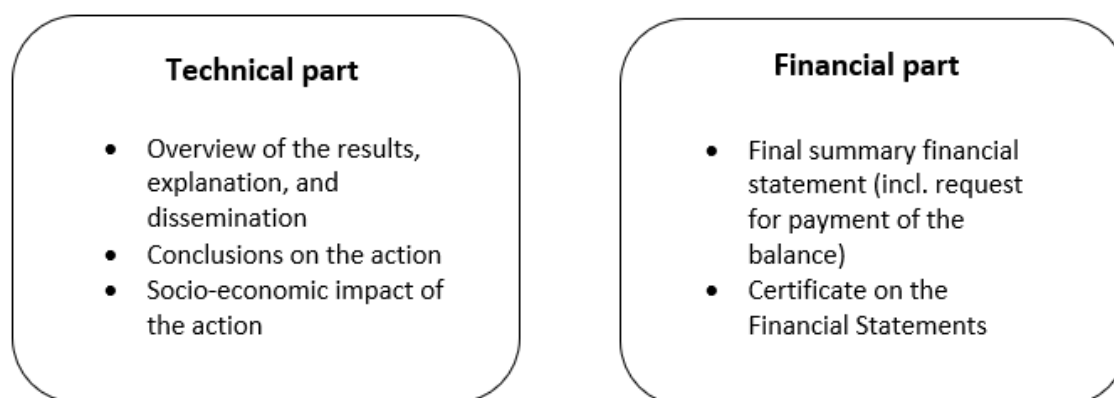 Technical part
• Overview of the results,
explanation, and
dissemination
• Conclusions on the action
• Socio-economic impact of
the action
Financial part
• Final summary financial
statement (incl. request
for payment of the
balance)
• Certificate on the
Financial Statements